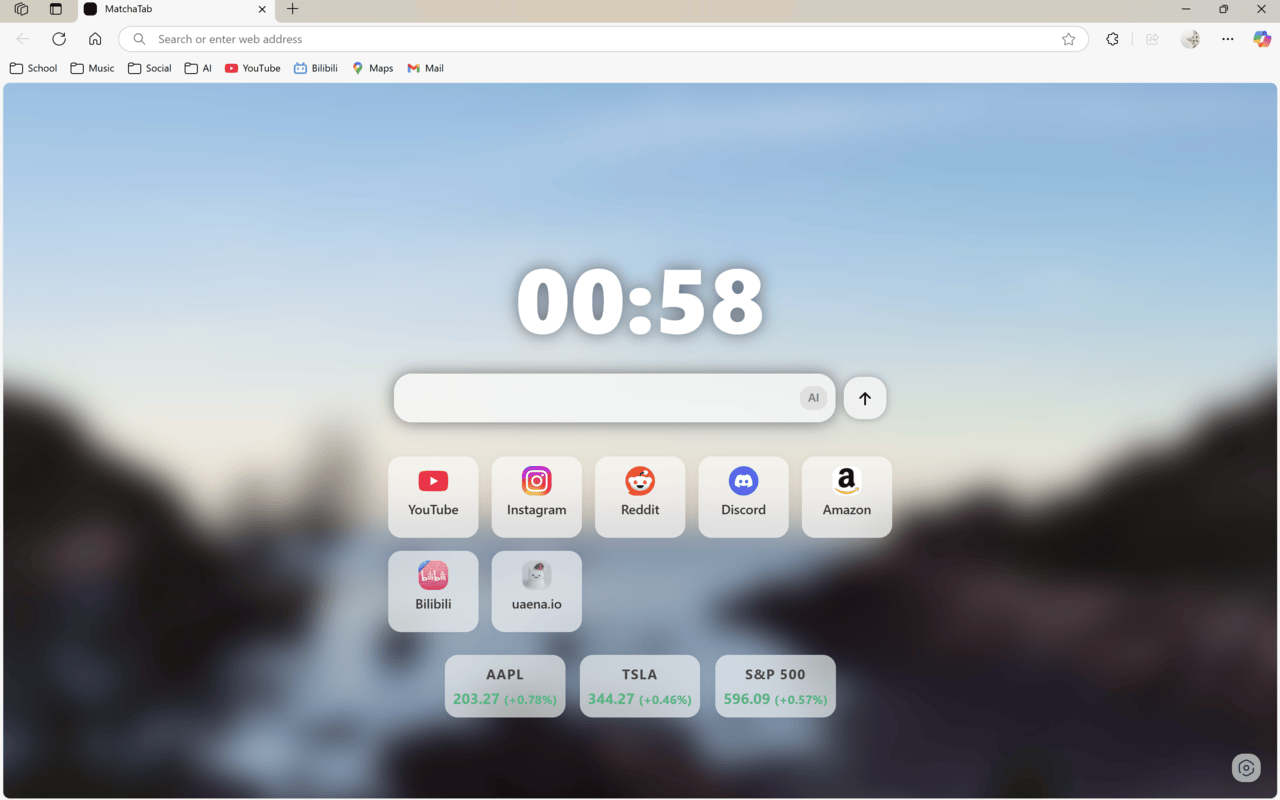 MatchaTab
Search or enter web address
School Music Social AI YouTube Bilibili Maps Mail
00:58
AI
YouTube Instagram Reddit Discord Amazon
a
bilibili
Bilibili uaena.io
AAPL TSLA S&P 500
203.27 (+0.78%) 344.27 (+0.46%) 596.09 (+0.57%)